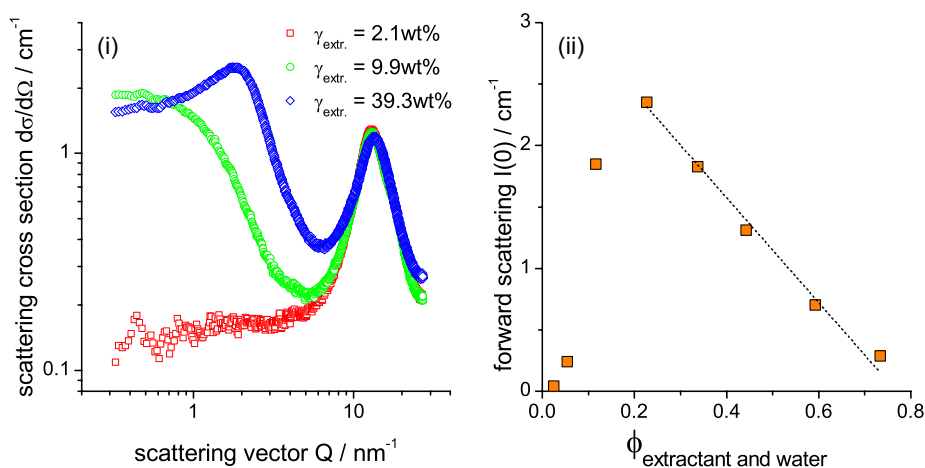 (i)
γextr. = 2.1wt%
γextr. = 9.9wt%
γextr. = 39.3wt%
scattering cross section dσ/dΩ / cm-1
1
0.1
1
10
scattering vector Q / nm-1
(ii)
forward scattering I(0) / cm-1
3
2
1
0
0.0
0.2
0.4
0.6
0.8
ϕextractant and water